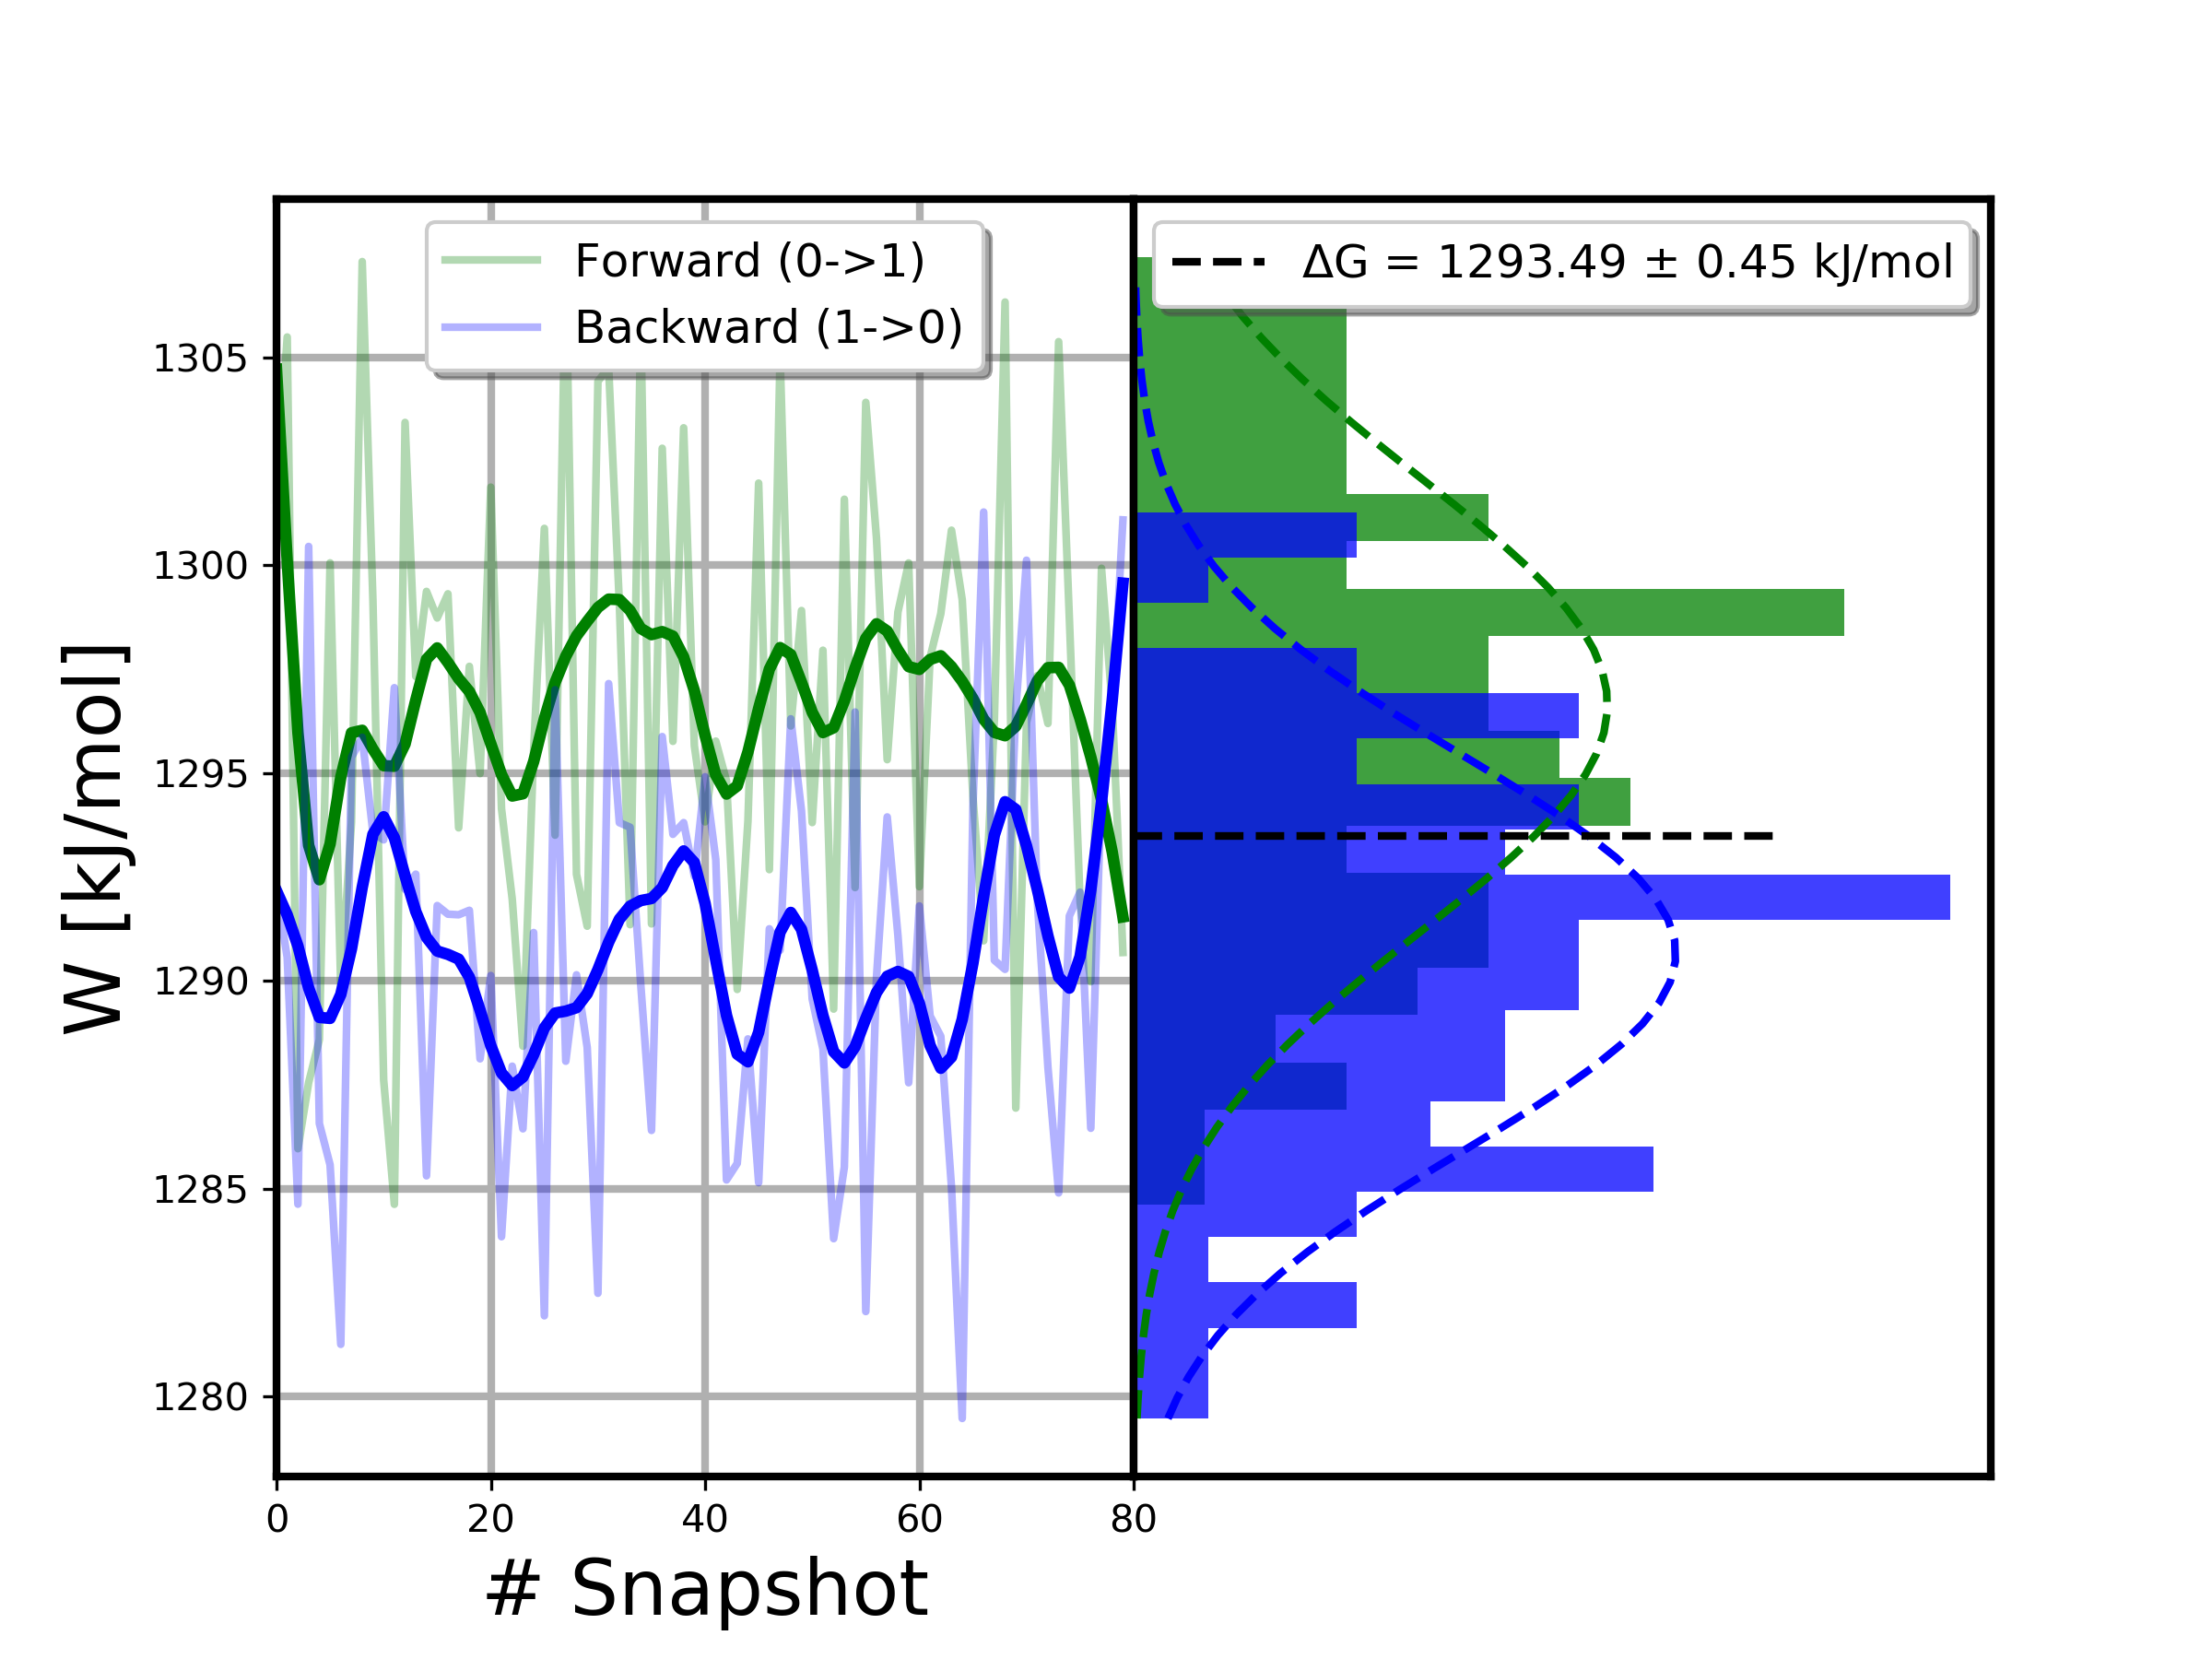 Forward (0->1)
Backward (1->0)
ΔG = 1293.49 ± 0.45 kJ/mol
W [kJ/mol]
1305
1300
1295
1290
1285
1280
0 20 40 60 80
# Snapshot